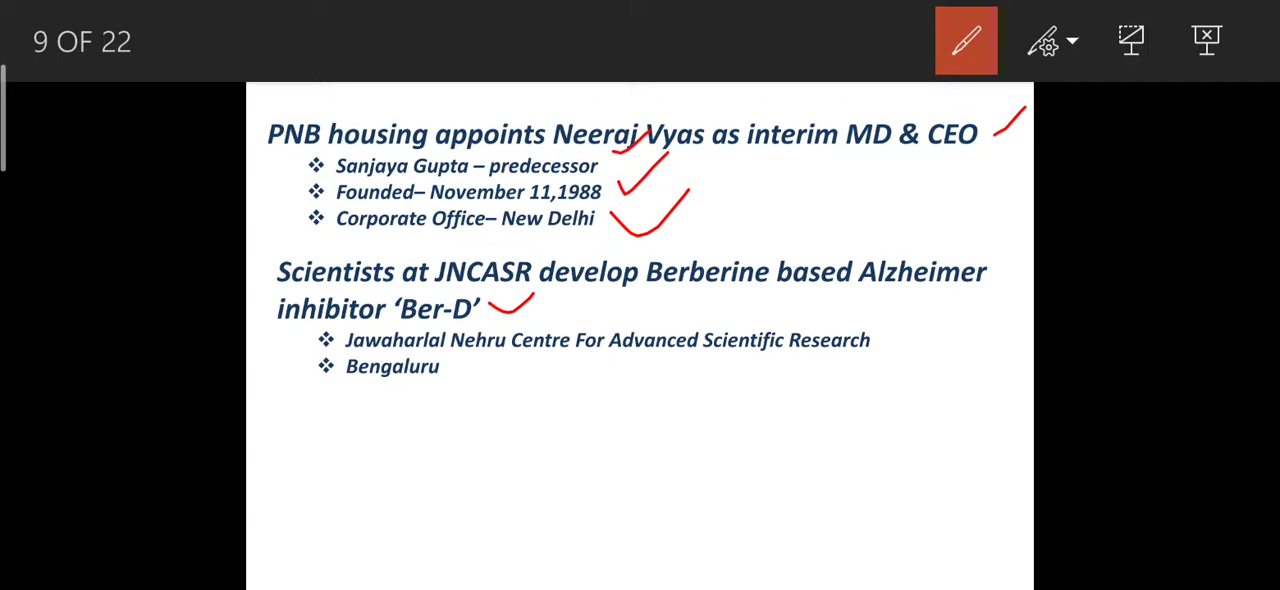 9 OF 22
PNB housing appoints Neeraj Vyas as interim MD & CEO
❖ Sanjaya Gupta – predecessor
❖ Founded– November 11,1988
❖ Corporate Office– New Delhi
Scientists at JNCASR develop Berberine based Alzheimer
inhibitor ‘Ber-D’
❖ Jawaharlal Nehru Centre For Advanced Scientific Research
❖ Bengaluru